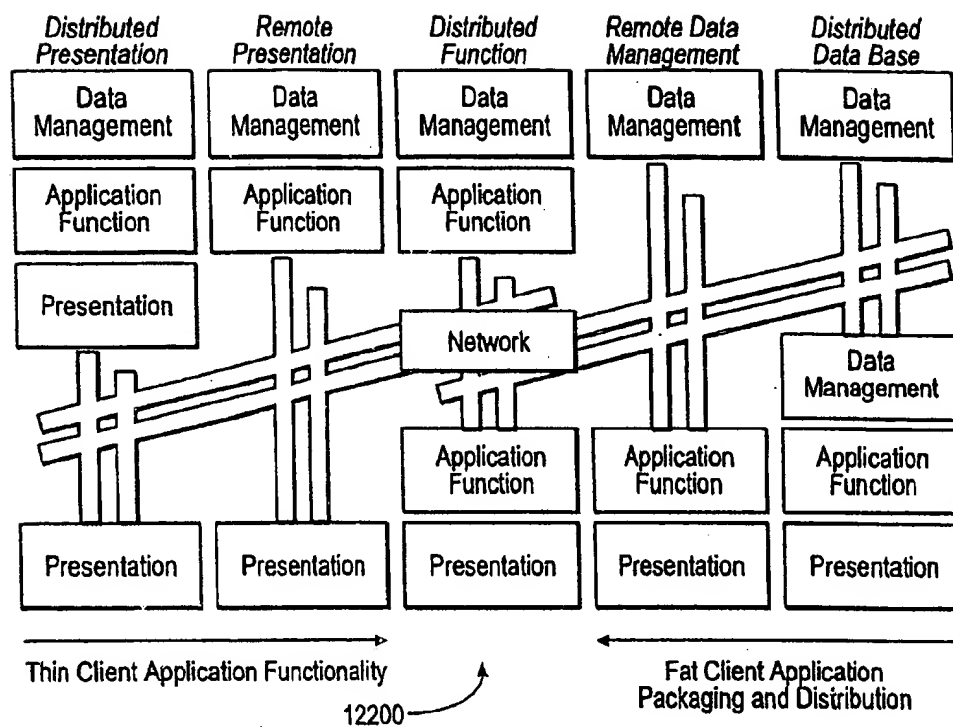 Distributed Presentation
Remote Presentation
Distributed Function
Remote Data Management
Distributed Data Base
Data Management
Data Management
Data Management
Data Management
Data Management
Application Function
Application Function
Application Function
Presentation
Network
Data Management
Application Function
Application Function
Application Function
Presentation
Presentation
Presentation
Presentation
Presentation
Thin Client Application Functionality
Fat Client Application
Packaging and Distribution
12200